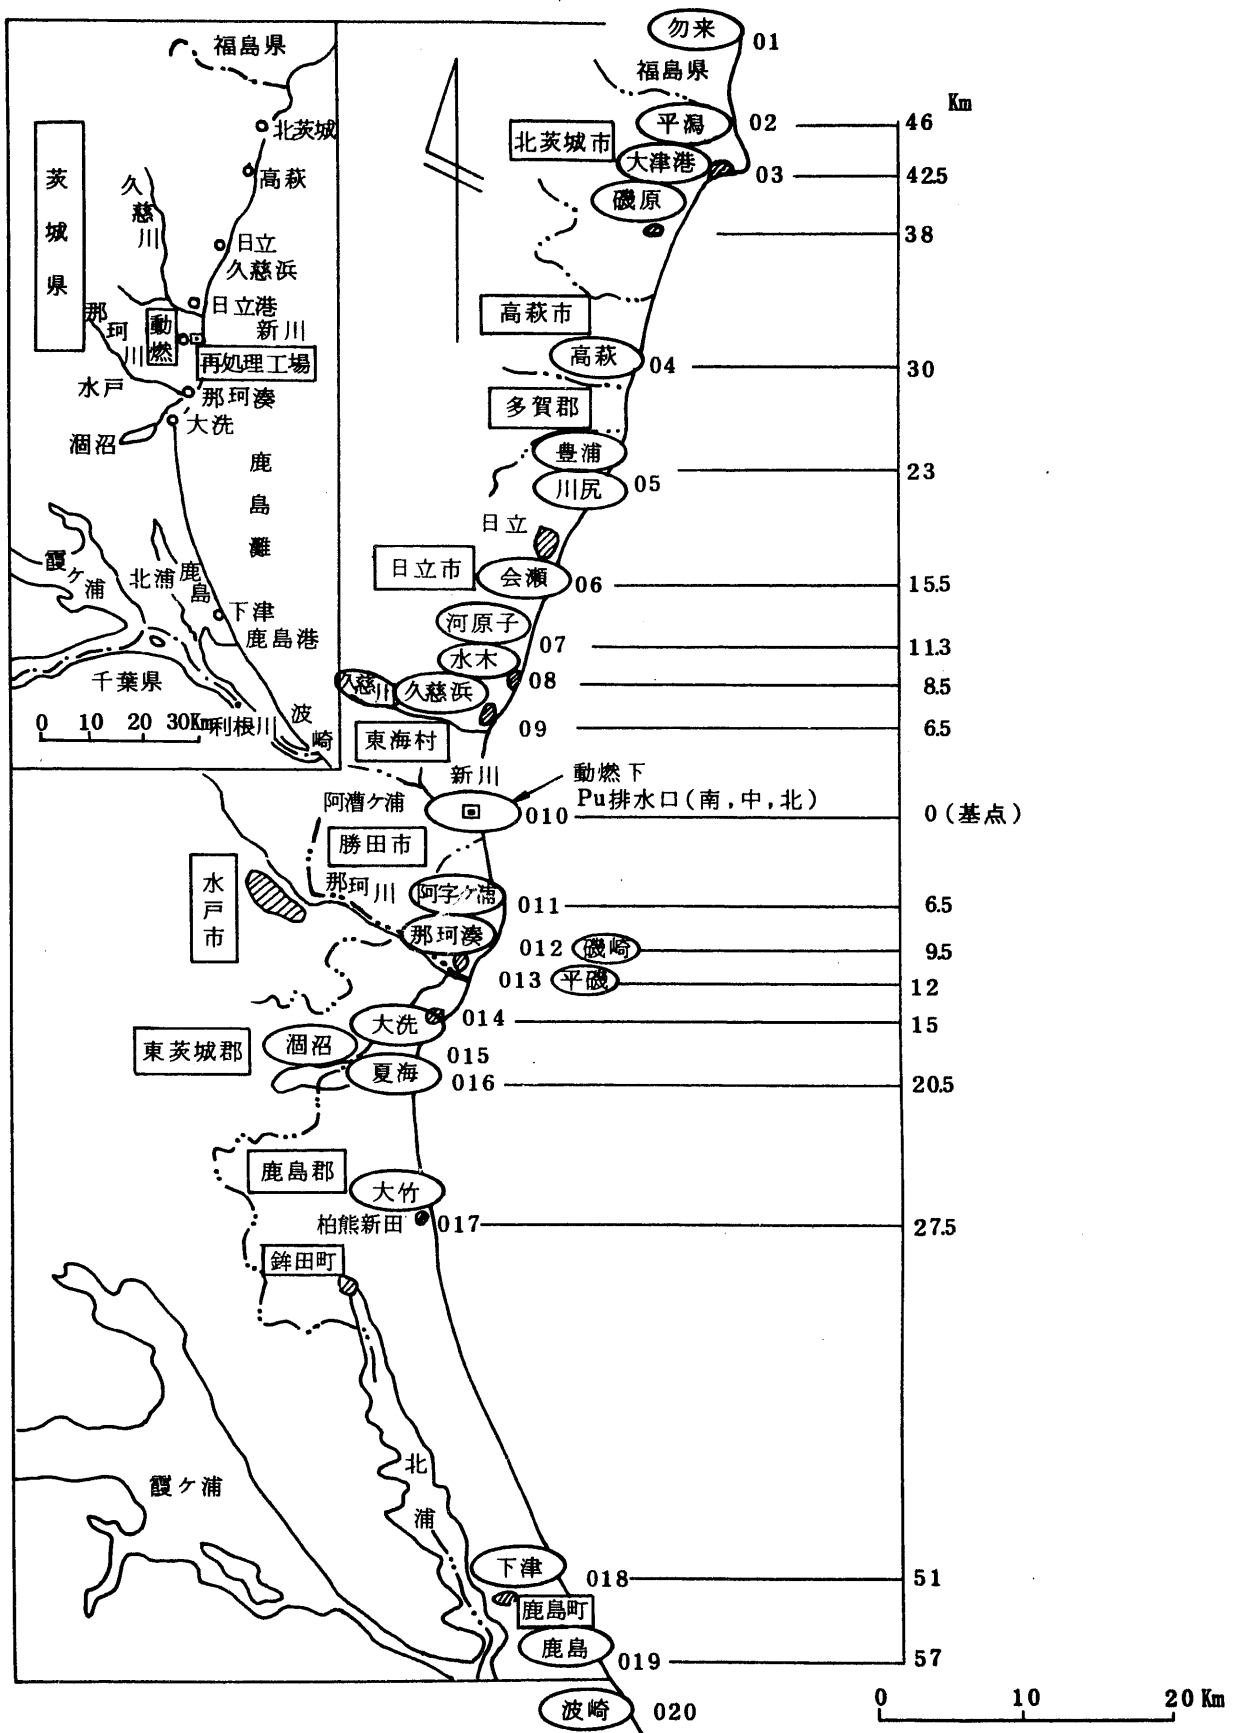 福島県
北茨城
高萩
茨城県
久慈川
日立
久慈浜
日立港
那珂川
動燃
新川
再処理工場
水戸
那珂湊
大洗
涸沼
鹿島灘
霞ケ浦
北浦
鹿島
下津
鹿島港
千葉県
0 10 20 30Km
利根川
波崎
勿来
01
福島県
Km
平潟
02
46
北茨城市
大津港
03
42.5
磯原
38
高萩市
高萩
04
30
多賀郡
豊浦
23
川尻
05
日立
日立市
会瀬
06
15.5
河原子
07
11.3
水木
08
8.5
久慈川
久慈浜
09
6.5
東海村
新川
動燃下
Pu排水口(南,中,北)
阿漕ケ浦
010
0(基点)
勝田市
水戸市
那珂川
阿字ケ浦
011
6.5
那珂湊
012
磯崎
9.5
013
平磯
12
大洗
014
15
東茨城郡
涸沼
015
夏海
016
20.5
鹿島郡
大竹
柏熊新田
017
27.5
鉾田町
北浦
霞ケ浦
下津
018
51
鹿島町
鹿島
019
57
波崎
020
0 10 20 Km